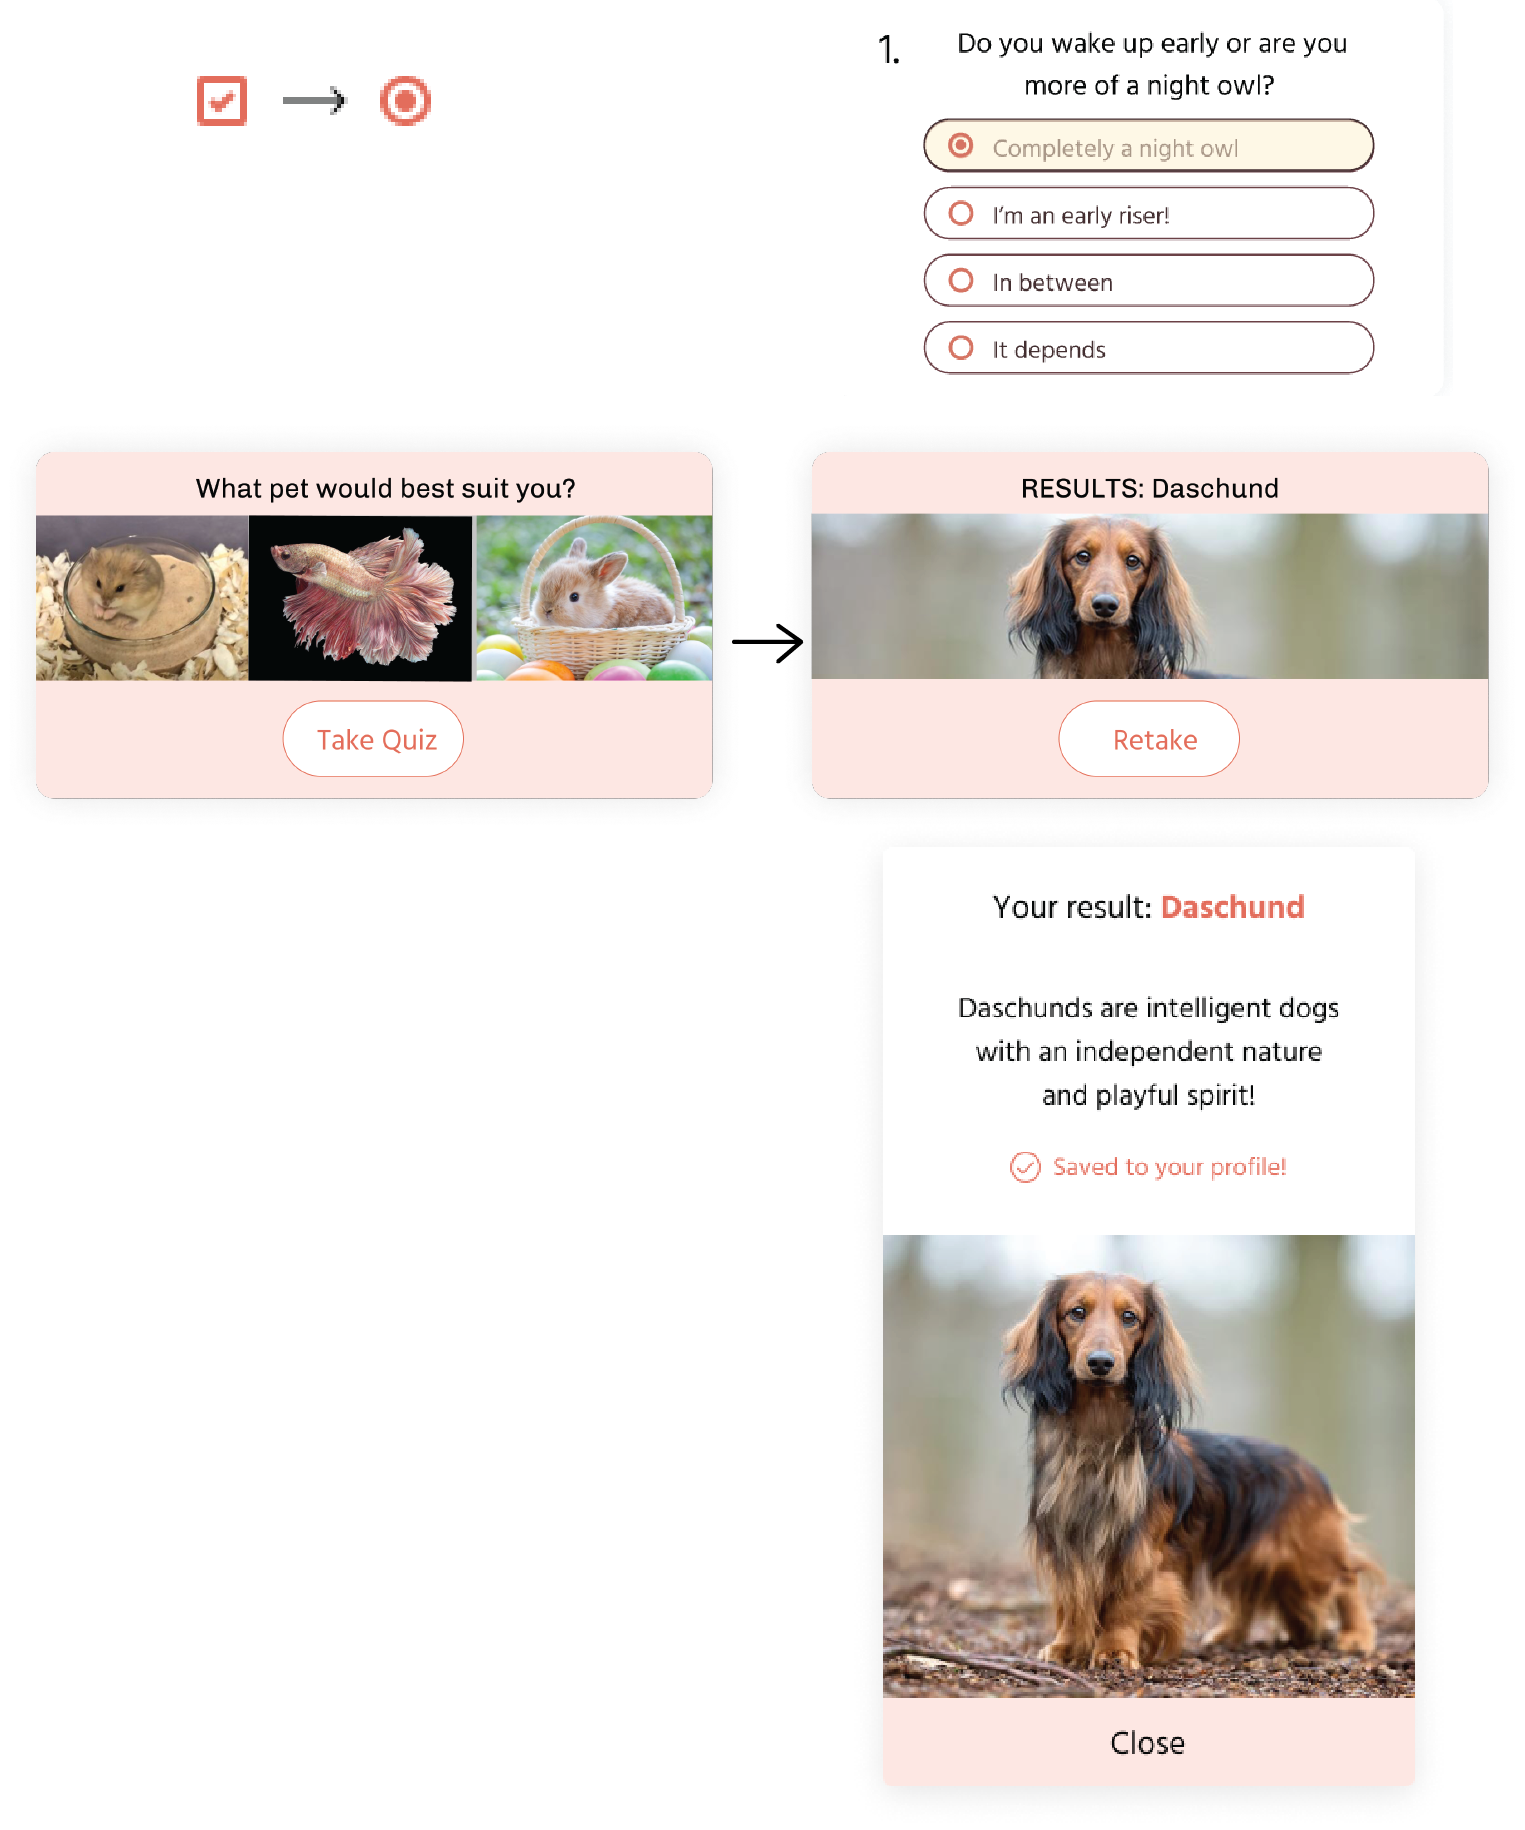 1.
Do you wake up early or are you
more of a night owl?
Completely a night owl
I'm an early riser!
In between
It depends
What pet would best suit you?
Take Quiz
RESULTS: Daschund
Retake
Your result: Daschund
Daschunds are intelligent dogs
with an independent nature
and playful spirit!
Saved to your profile!
Close